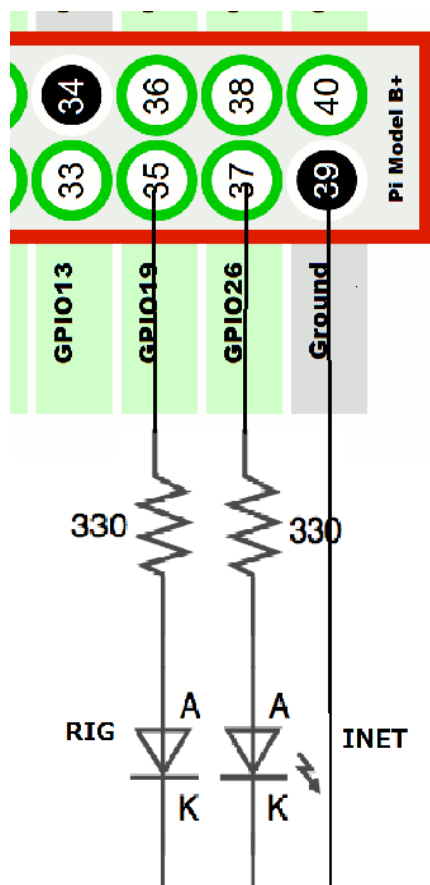 34
36
38
40
33
35
37
39
Pi Model B+
GPIO13
GPIO19
GPIO26
Ground
330
330
A
A
RIG
INET
K
K